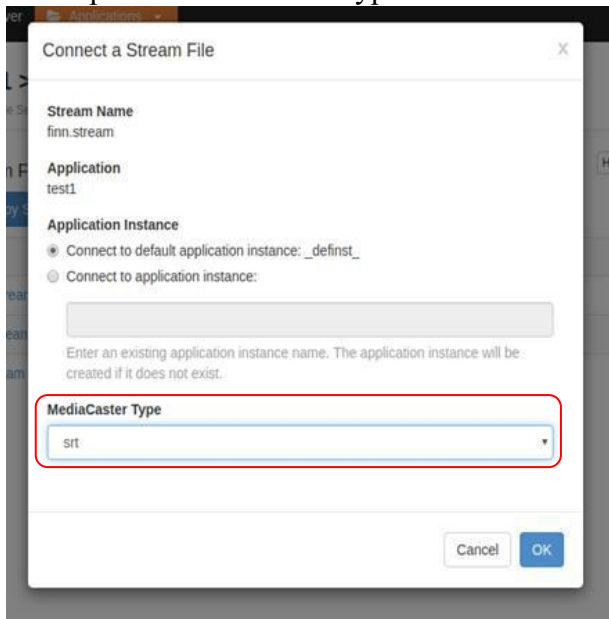 Applications
Connect a Stream File
X
Stream Name
finn.stream
Application
test1
Application Instance
Connect to default application instance: _definst_
Connect to application instance:
Enter an existing application instance name. The application instance will be
created if it does not exist.
MediaCaster Type
srt
Cancel
OK